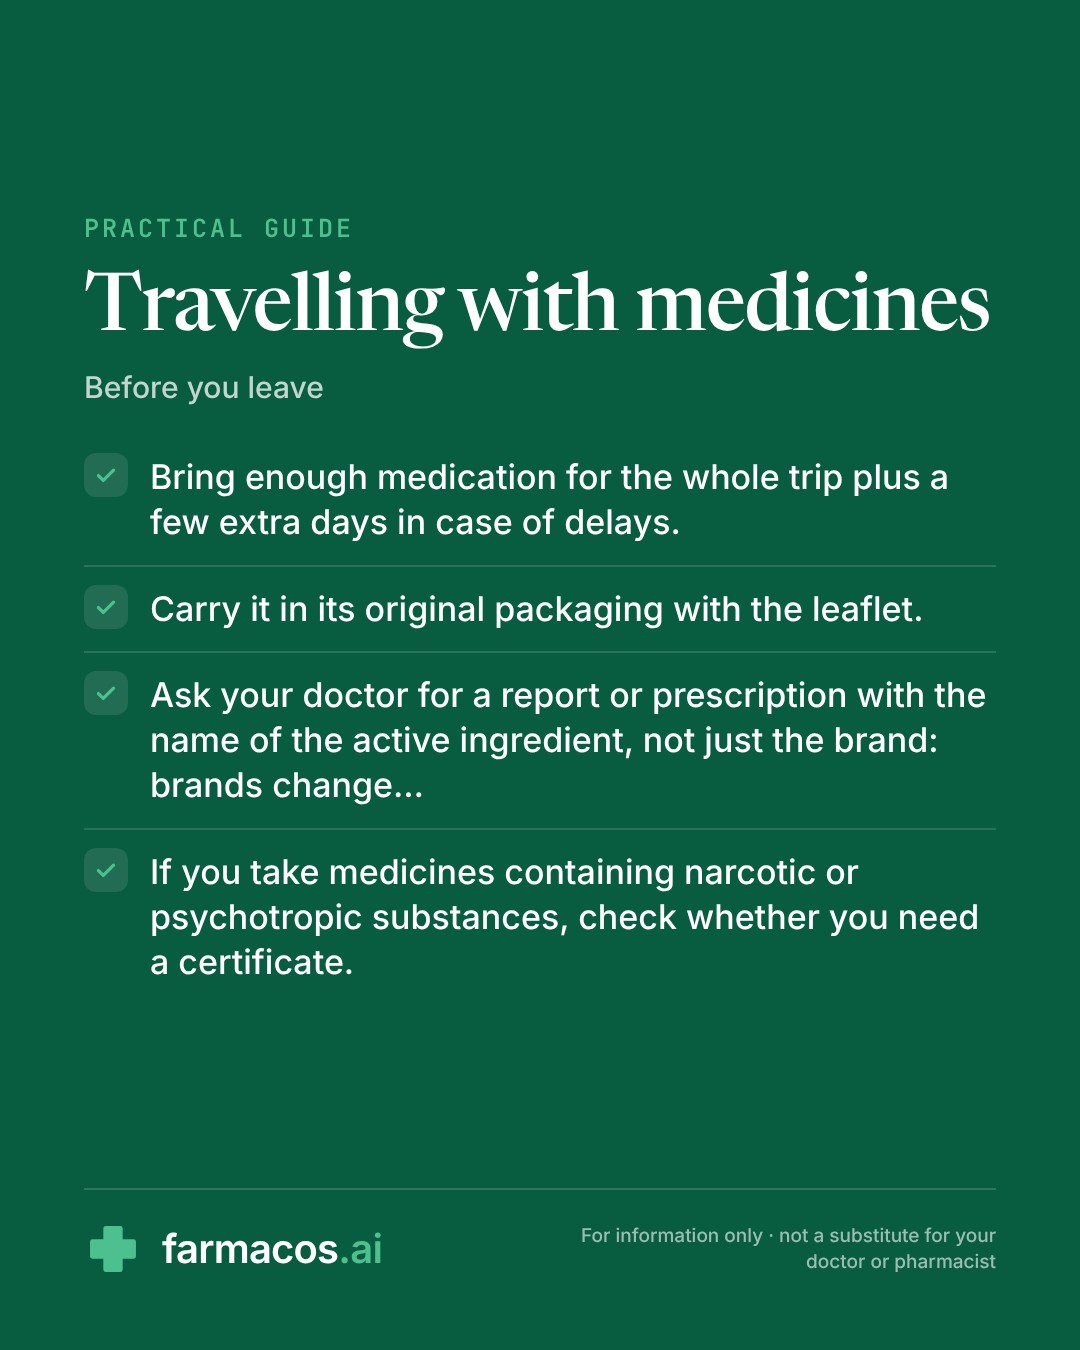 PRACTICAL GUIDE
Travelling with medicines
Before you leave
Bring enough medication for the whole trip plus a
few extra days in case of delays.
Carry it in its original packaging with the leaflet.
Ask your doctor for a report or prescription with the
name of the active ingredient, not just the brand:
brands change...
If you take medicines containing narcotic or
psychotropic substances, check whether you need
a certificate.
farmacos.ai
For information only · not a substitute for your
doctor or pharmacist